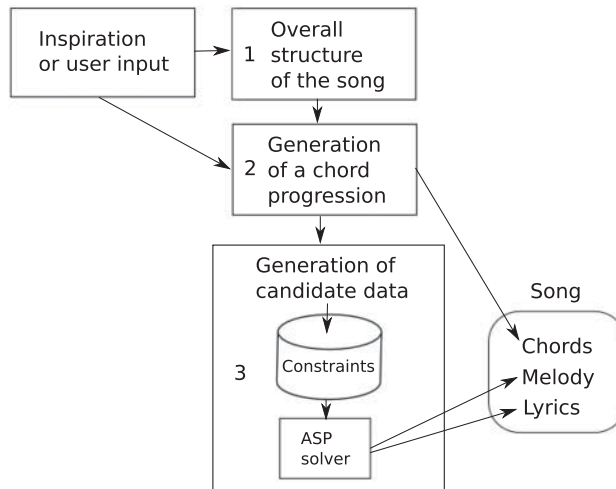 Inspiration
or user input
1
Overall
structure
of the song
2
Generation
of a chord
progression
Generation of
candidate data
3
Constraints
ASP
solver
Song
Chords
Melody
Lyrics